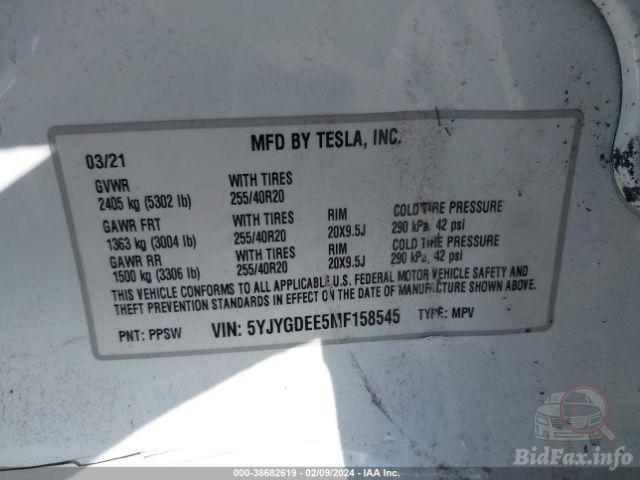 MFD BY TESLA, INC.
03/21
GVWR WITH TIRES
2405 kg (5302 lb) 255/40R20
GAWR FRT WITH TIRES RIM COLD TIRE PRESSURE
1363 kg (3004 lb) 255/40R20 20X9.5J 290 kPa, 42 psi
GAWR RR WITH TIRES RIM COLD TIRE PRESSURE
1500 kg (3306 lb) 255/40R20 20X9.5J 290 kPa, 42 psi
THIS VEHICLE CONFORMS TO ALL APPLICABLE U.S. FEDERAL MOTOR VEHICLE SAFETY AND
THEFT PREVENTION STANDARDS IN EFFECT ON THE DATE OF MANUFACTURE SHOWN ABOVE.
PNT: PPSW VIN: 5YJYGDEE5MF158545 TYPE: MPV
000-38682619 - 02/09/2024 - IAA Inc.
BidFax.info